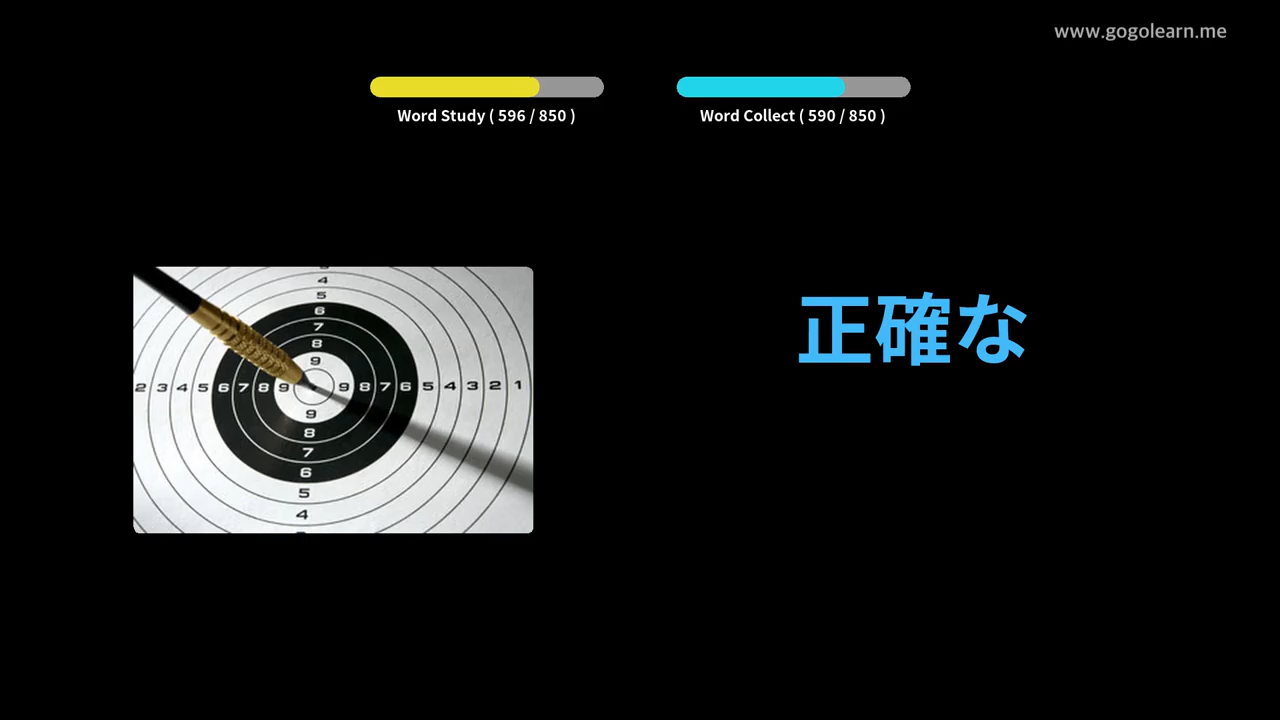 www.gogolearn.me
Word Study ( 596 / 850 )
Word Collect ( 590 / 850 )
正確な
4
5
6
7
8
9
2 3 4 5 6 7 8 9 9 8 7 6 5 4 3 2 1
9
8
7
6
5
4